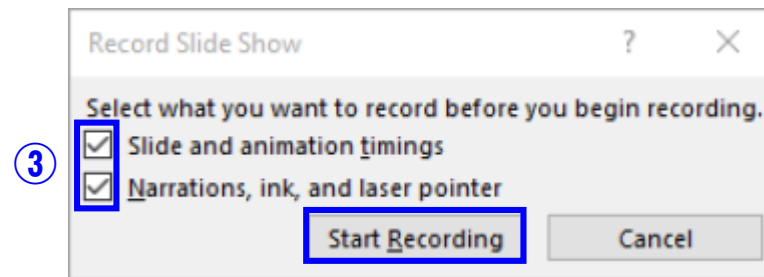 Record Slide Show
?
Select what you want to record before you begin recording.
③
Slide and animation timings
Narrations, ink, and laser pointer
Start Recording
Cancel